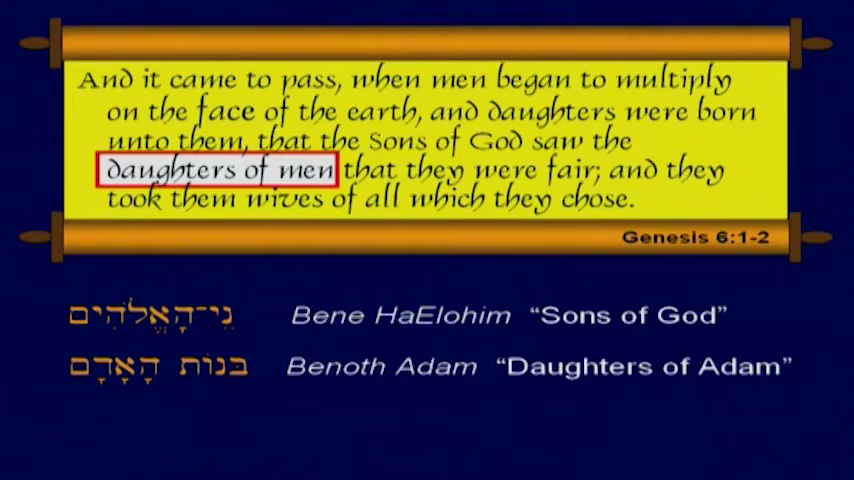 And it came to pass, when men began to multiply
on the face of the earth, and daughters were born
unto them, that the Sons of God saw the
daughters of men that they were fair; and they
took them wives of all which they chose.
Genesis 6:1-2
נֵי־הָאֱלֹהִים Bene HaElohim “Sons of God”
בְּנוֹת הָאָדָם Benoth Adam “Daughters of Adam”